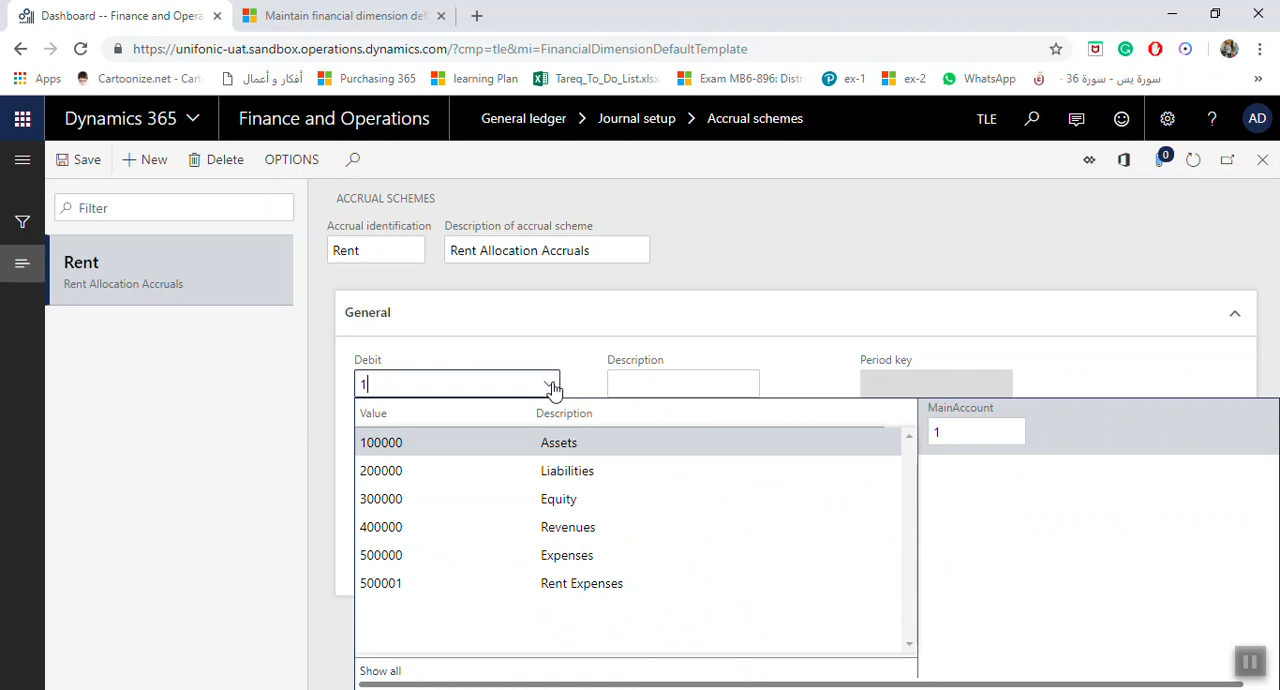 Dashboard -- Finance and Opera
Maintain financial dimension def
https://unifonic-uat.sandbox.operations.dynamics.com/?cmp=tle&mi=FinancialDimensionDefaultTemplate
Apps
Cartoonize.net - Cart
أفكار و أعمال
Purchasing 365
learning Plan
Tareq_To_Do_List.xlsx
Exam MB6-896: Distr
ex-1
ex-2
WhatsApp
سورة يس - سورة 36 -
Dynamics 365
Finance and Operations
General ledger > Journal setup > Accrual schemes
TLE
AD
Save
New
Delete
OPTIONS
0
Filter
Rent
Rent Allocation Accruals
ACCRUAL SCHEMES
Accrual identification
Description of accrual scheme
Rent
Rent Allocation Accruals
General
Debit
Description
Period key
1
Value
Description
MainAccount
1
100000 Assets
200000 Liabilities
300000 Equity
400000 Revenues
500000 Expenses
500001 Rent Expenses
Show all